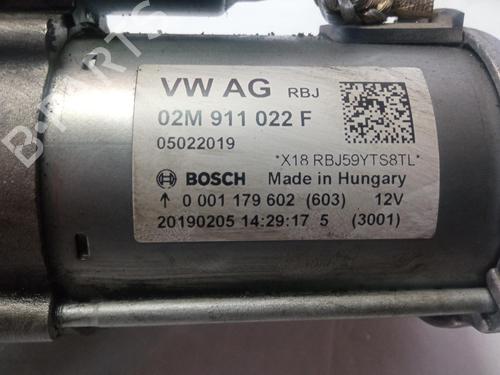 VW AG RBJ
02M 911 022 F
05022019
*X18 RBJ59YTS8TL*
BOSCH Made in Hungary
↑ 0 001 179 602 (603) 12V
20190205 14:29:17 5 (3001)
B-PARTS